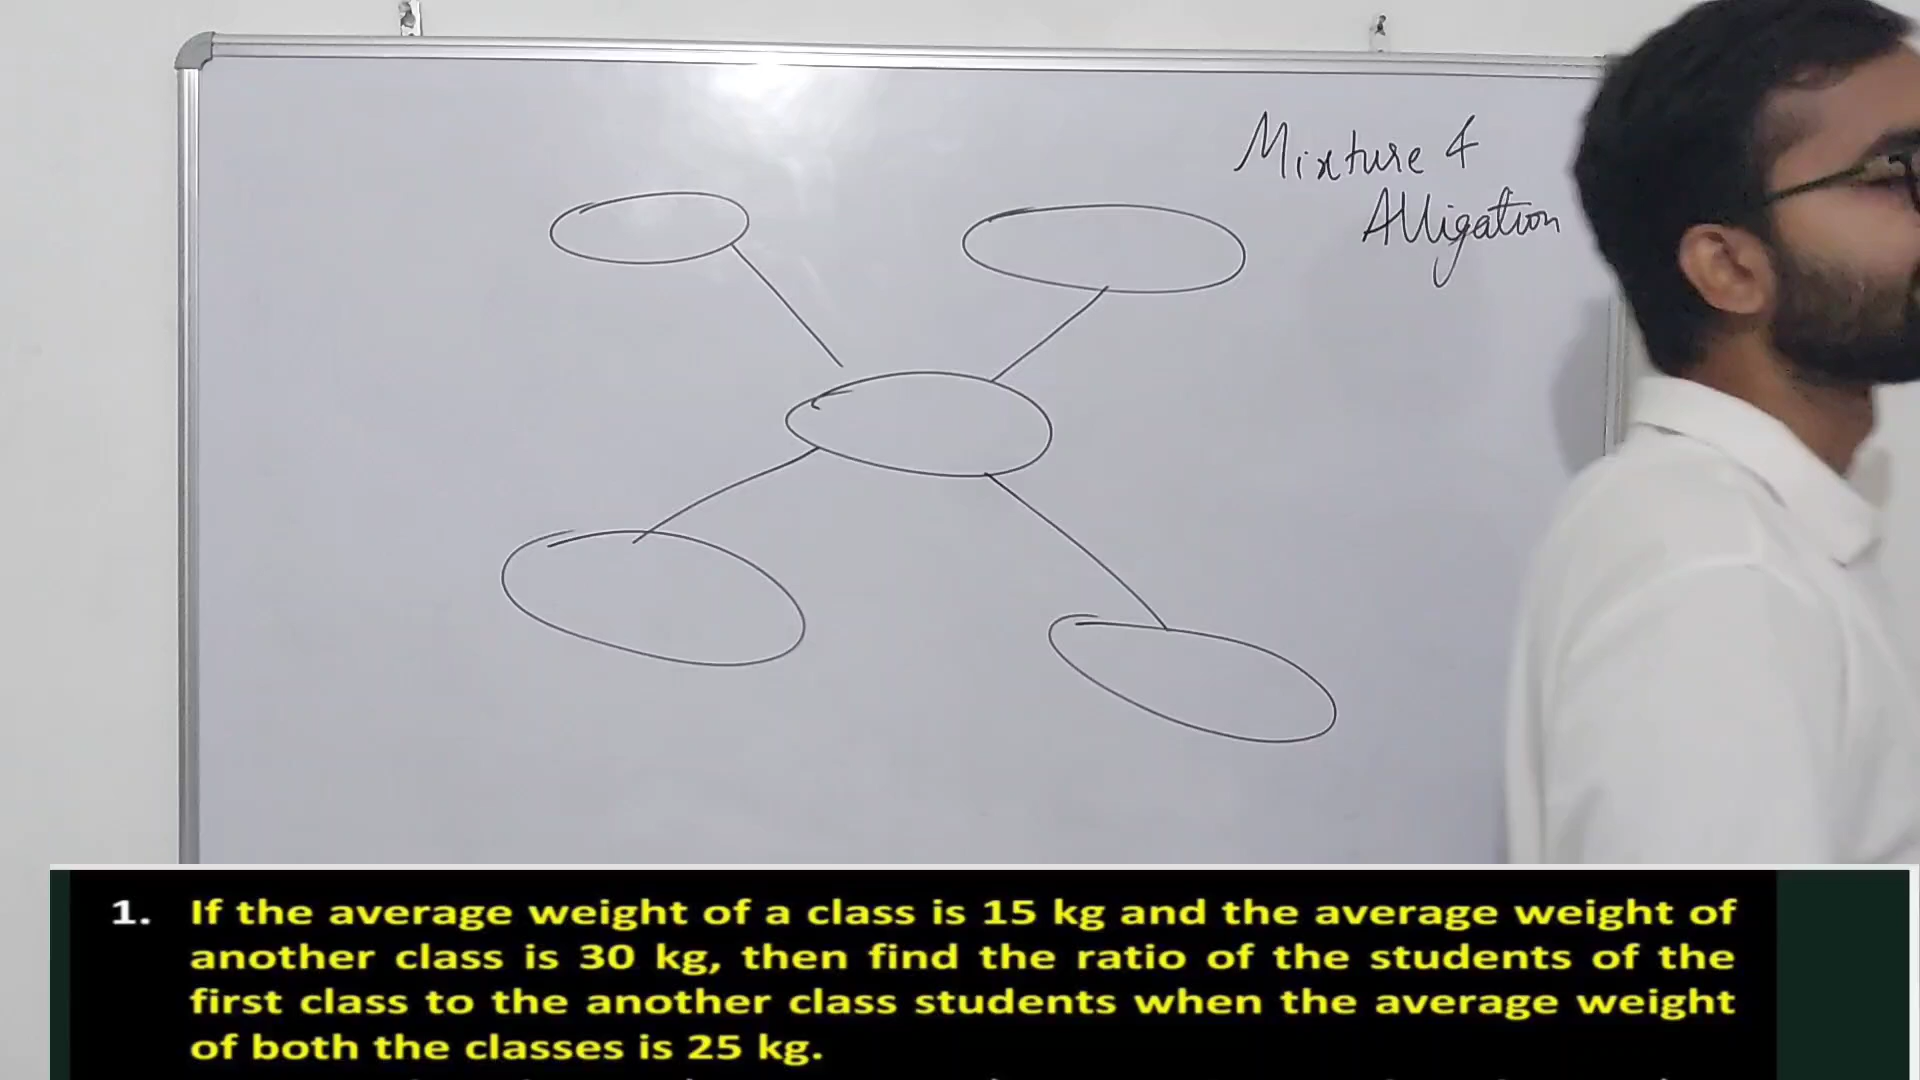 Mixture &
Alligation
1. If the average weight of a class is 15 kg and the average weight of
another class is 30 kg, then find the ratio of the students of the
first class to the another class students when the average weight
of both the classes is 25 kg.